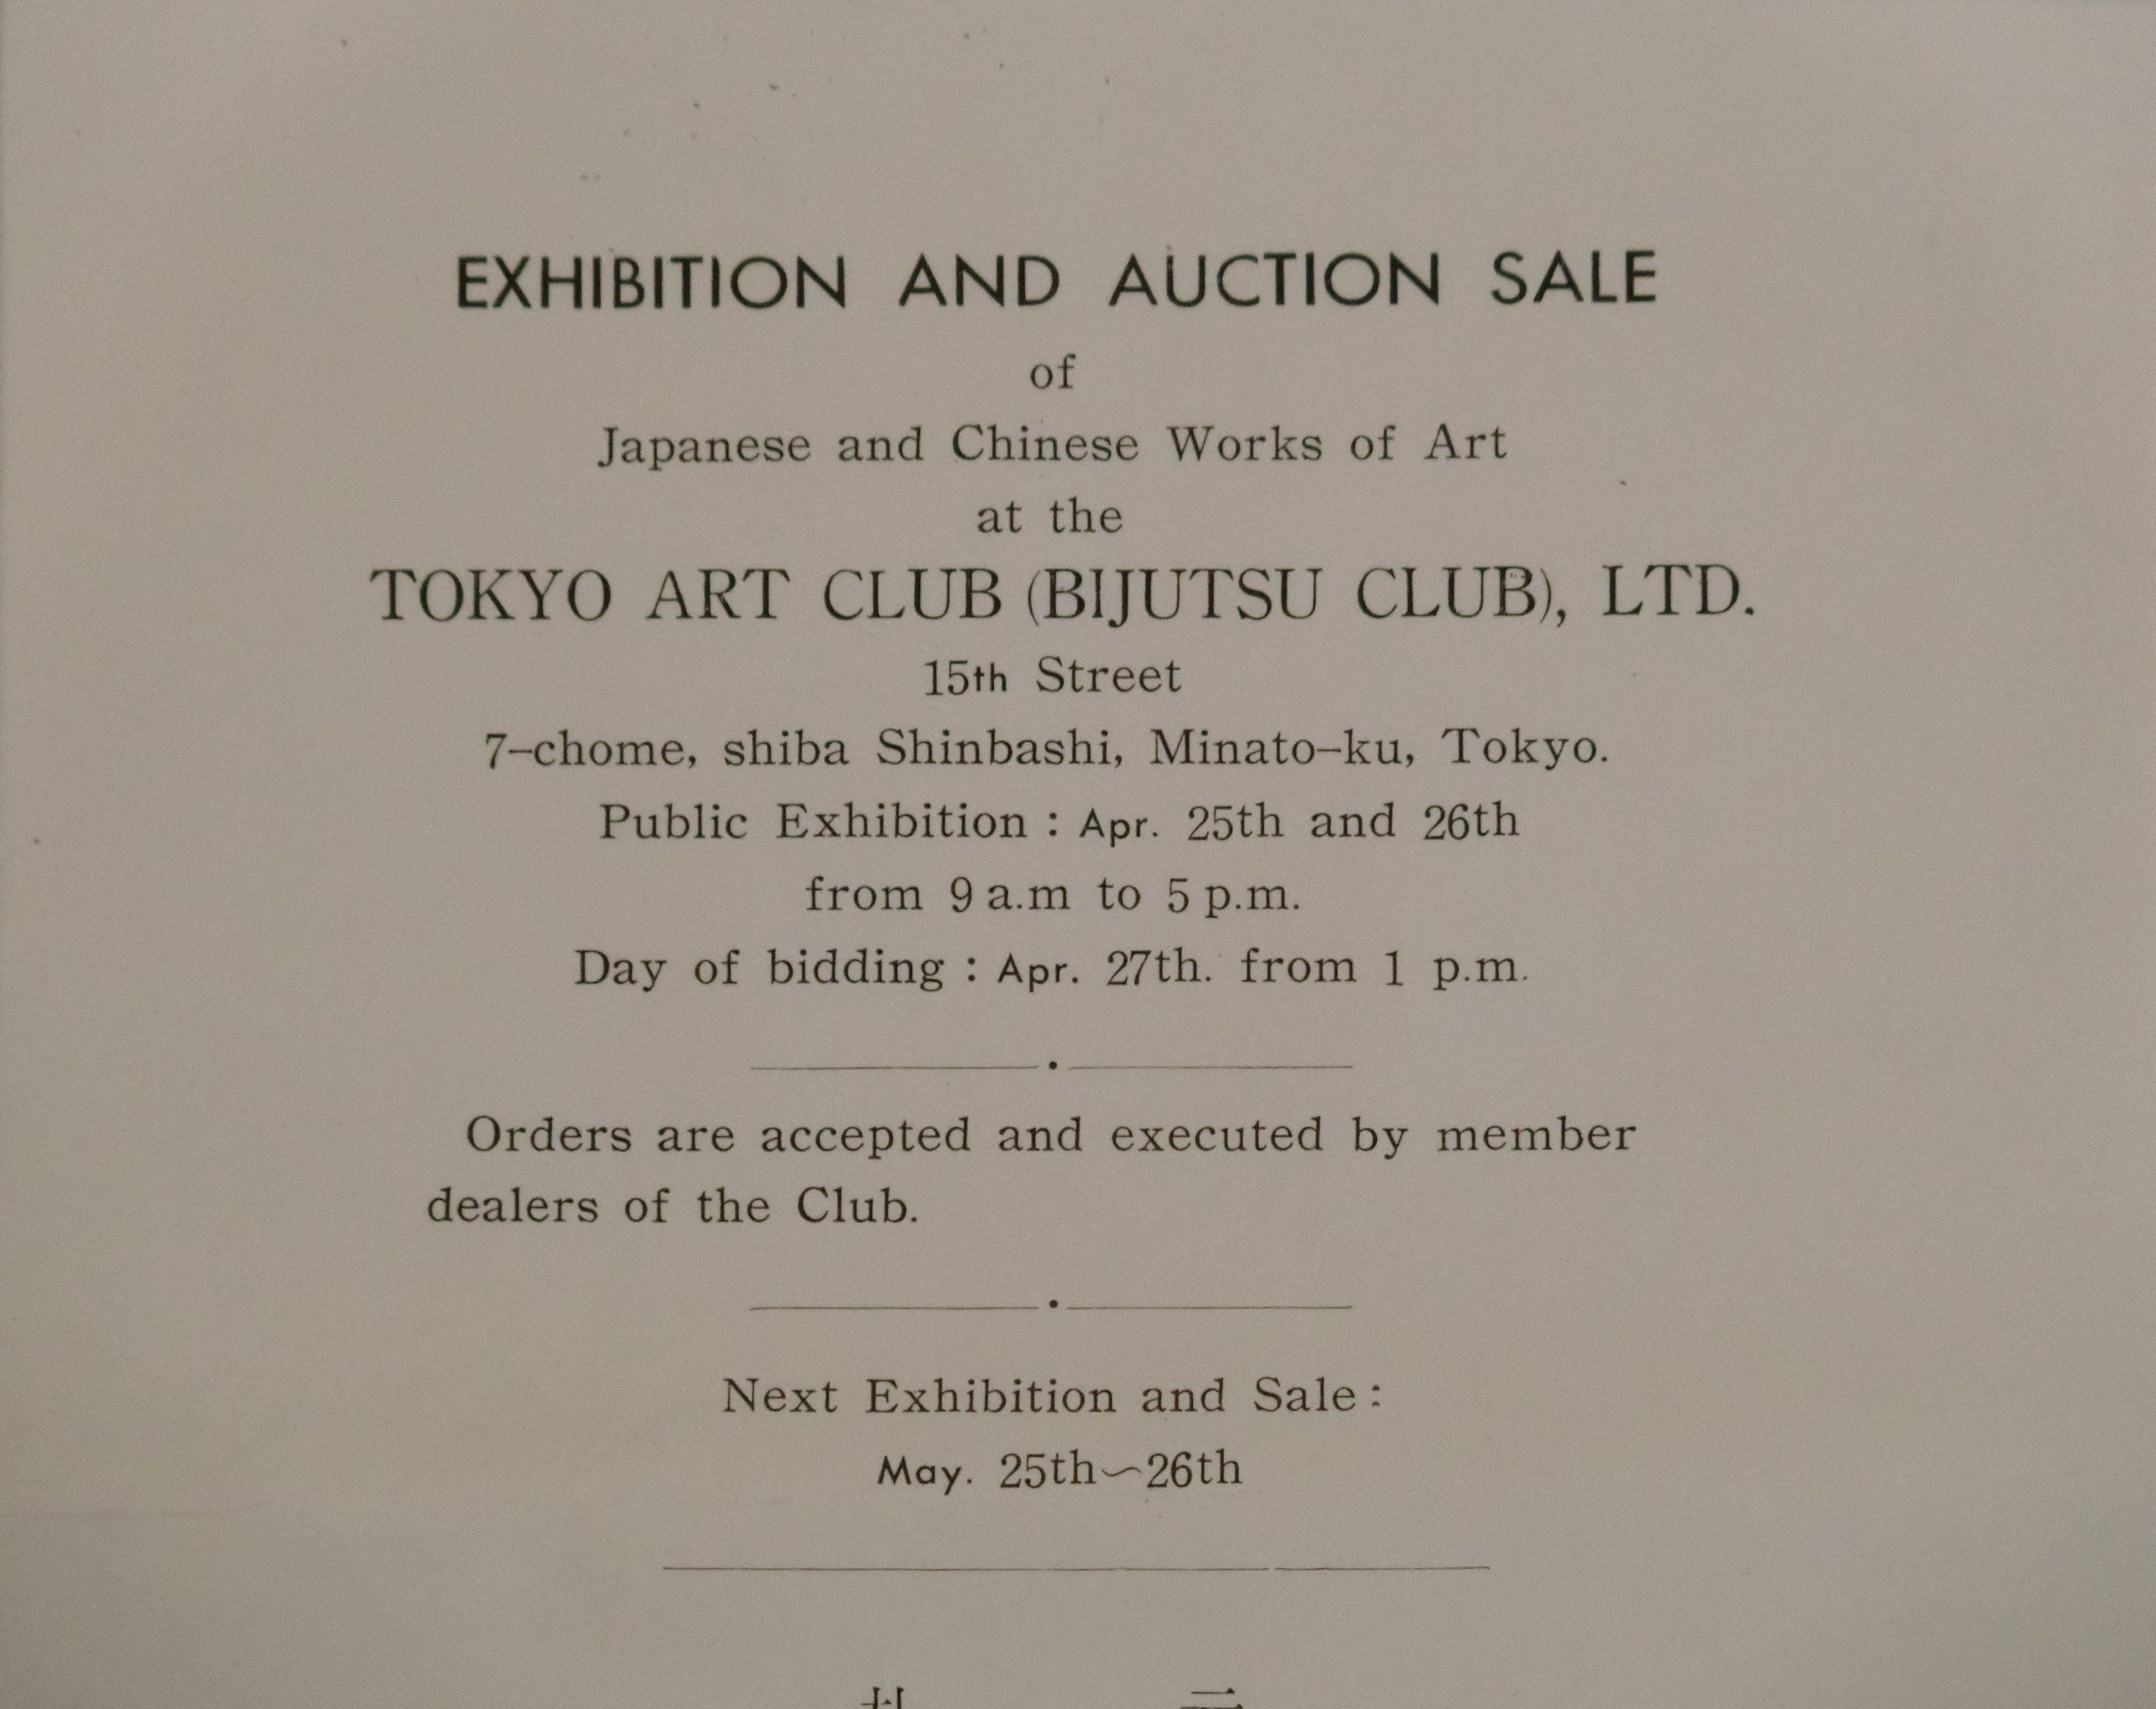 EXHIBITION AND AUCTION SALE
of
Japanese and Chinese Works of Art
at the
TOKYO ART CLUB (BIJUTSU CLUB), LTD.
15th Street
7-chome, shiba Shinbashi, Minato-ku, Tokyo.
Public Exhibition : Apr. 25th and 26th
from 9 a.m to 5 p.m.
Day of bidding : Apr. 27th. from 1 p.m.
Orders are accepted and executed by member
dealers of the Club.
Next Exhibition and Sale :
May. 25th~26th